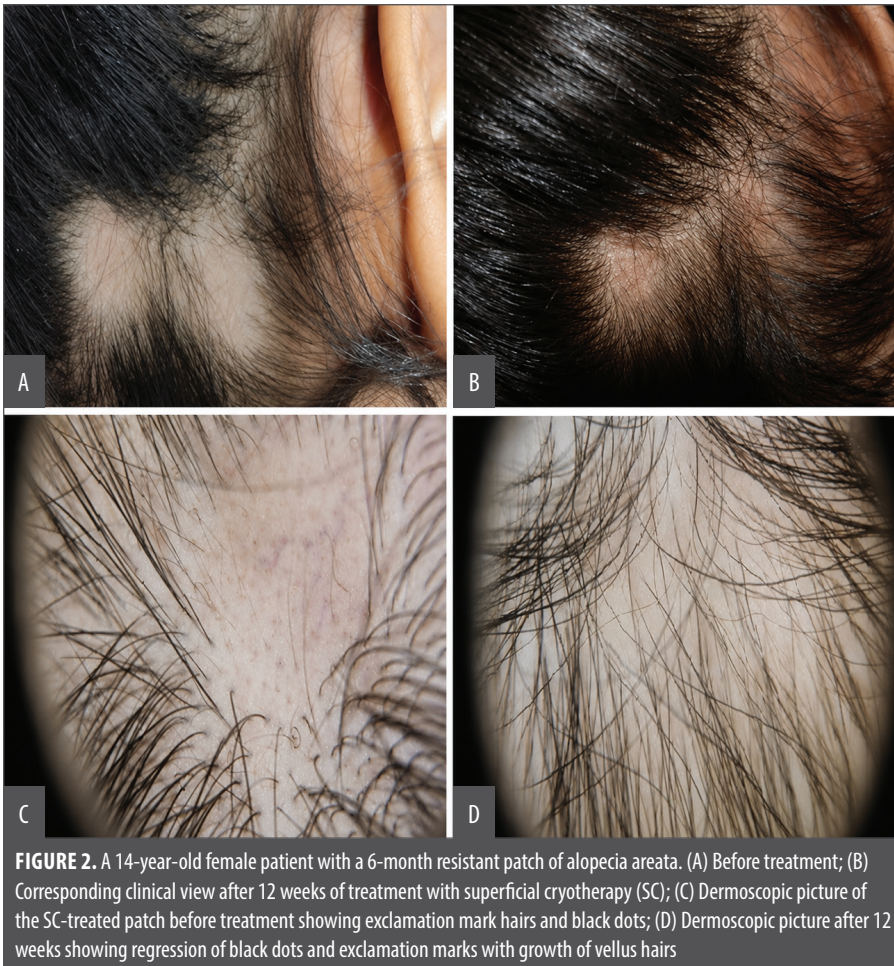 A
B
C
D
FIGURE 2. A 14-year-old female patient with a 6-month resistant patch of alopecia areata. (A) Before treatment; (B)
Corresponding clinical view after 12 weeks of treatment with superficial cryotherapy (SC); (C) Dermoscopic picture of
the SC-treated patch before treatment showing exclamation mark hairs and black dots; (D) Dermoscopic picture after 12
weeks showing regression of black dots and exclamation marks with growth of vellus hairs